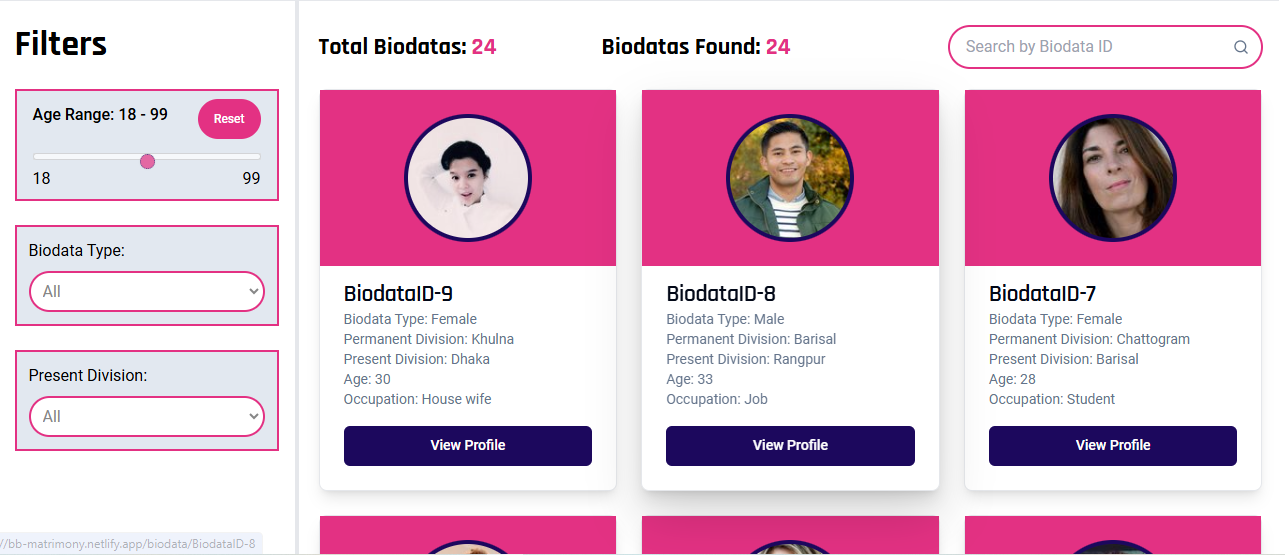 Filters
Age Range: 18 - 99
Reset
18 99
Biodata Type:
All
Present Division:
All
Total Biodatas: 24
Biodatas Found: 24
Search by Biodata ID
BiodataID-9
Biodata Type: Female
Permanent Division: Khulna
Present Division: Dhaka
Age: 30
Occupation: House wife
View Profile
BiodataID-8
Biodata Type: Male
Permanent Division: Barisal
Present Division: Rangpur
Age: 33
Occupation: Job
View Profile
BiodataID-7
Biodata Type: Female
Permanent Division: Chattogram
Present Division: Barisal
Age: 28
Occupation: Student
View Profile
//bb-matrimony.netlify.app/biodata/BiodataID-8